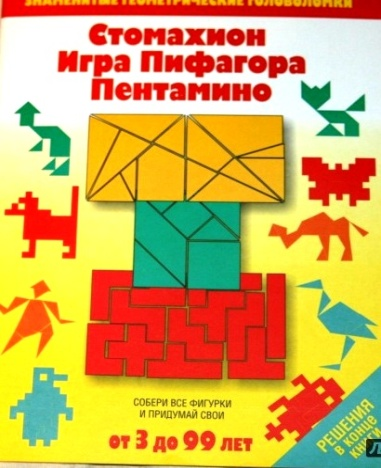 ЗНАМЕНИТЫЕ ГЕОМЕТРИЧЕСКИЕ ГОЛОВОЛОМКИ
Стомахион
Игра Пифагора
Пентамино
СОБЕРИ ВСЕ ФИГУРКИ
И ПРИДУМАЙ СВОИ
от 3 до 99 лет
РЕШЕНИЯ
в конце
книги